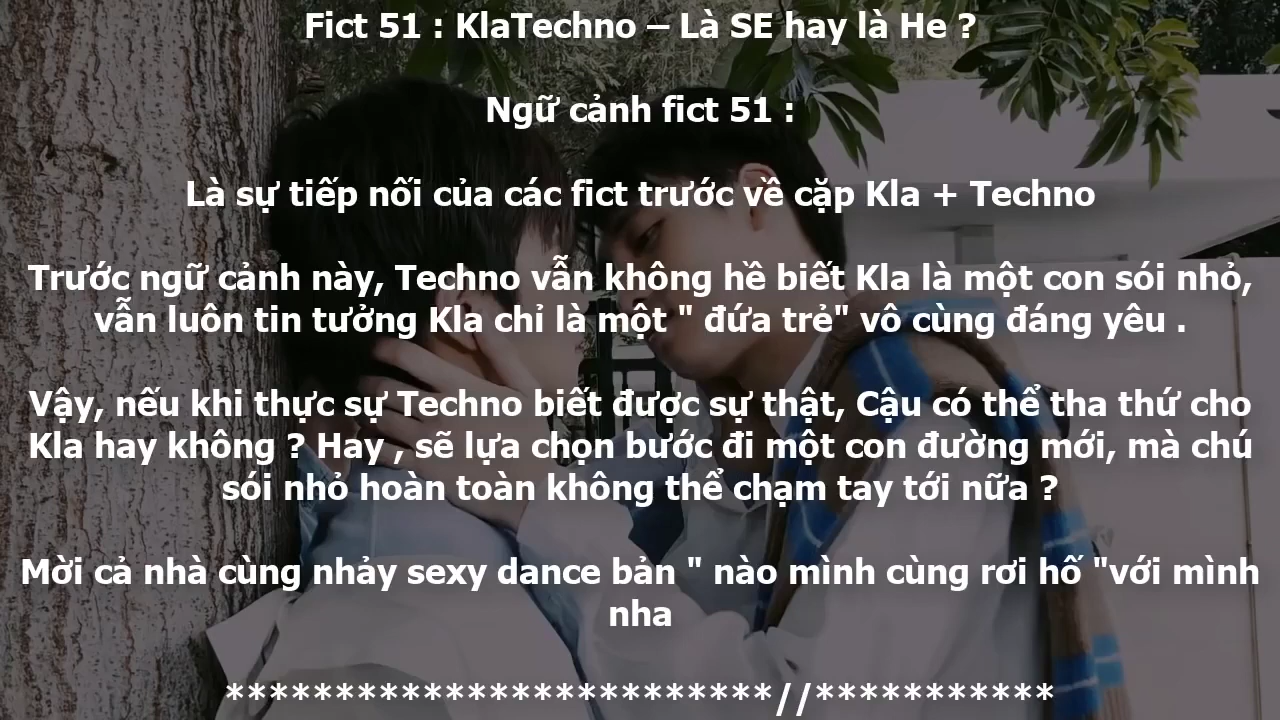 Fict 51 : KlaTechno – Là SE hay là He ?
Ngữ cảnh fict 51 :
Là sự tiếp nối của các fict trước về cặp Kla + Techno
Trước ngữ cảnh này, Techno vẫn không hề biết Kla là một con sói nhỏ,
vẫn luôn tin tưởng Kla chỉ là một " đứa trẻ" vô cùng đáng yêu .
Vậy, nếu khi thực sự Techno biết được sự thật, Cậu có thể tha thứ cho
Kla hay không ? Hay , sẽ lựa chọn bước đi một con đường mới, mà chú
sói nhỏ hoàn toàn không thể chạm tay tới nữa ?
Mời cả nhà cùng nhảy sexy dance bản " nào mình cùng rơi hố "với mình
nha
*************************//***********